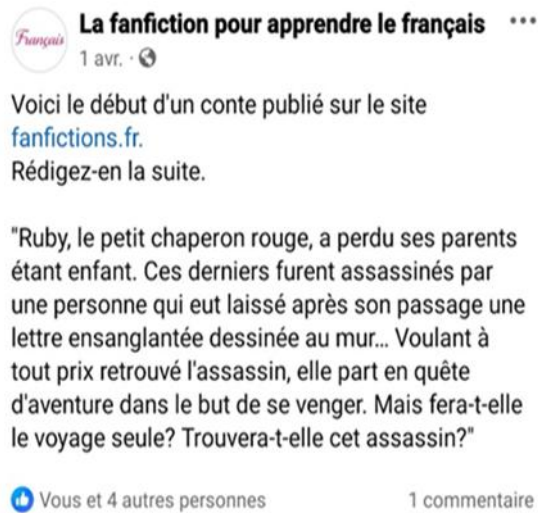 Français
La fanfiction pour apprendre le français ...
1 avr. ·
Voici le début d'un conte publié sur le site
fanfictions.fr.
Rédigez-en la suite.
"Ruby, le petit chaperon rouge, a perdu ses parents
étant enfant. Ces derniers furent assassinés par
une personne qui eut laissé après son passage une
lettre ensanglantée dessinée au mur... Voulant à
tout prix retrouvé l'assassin, elle part en quête
d'aventure dans le but de se venger. Mais fera-t-elle
le voyage seule? Trouvera-t-elle cet assassin?"
Vous et 4 autres personnes 1 commentaire